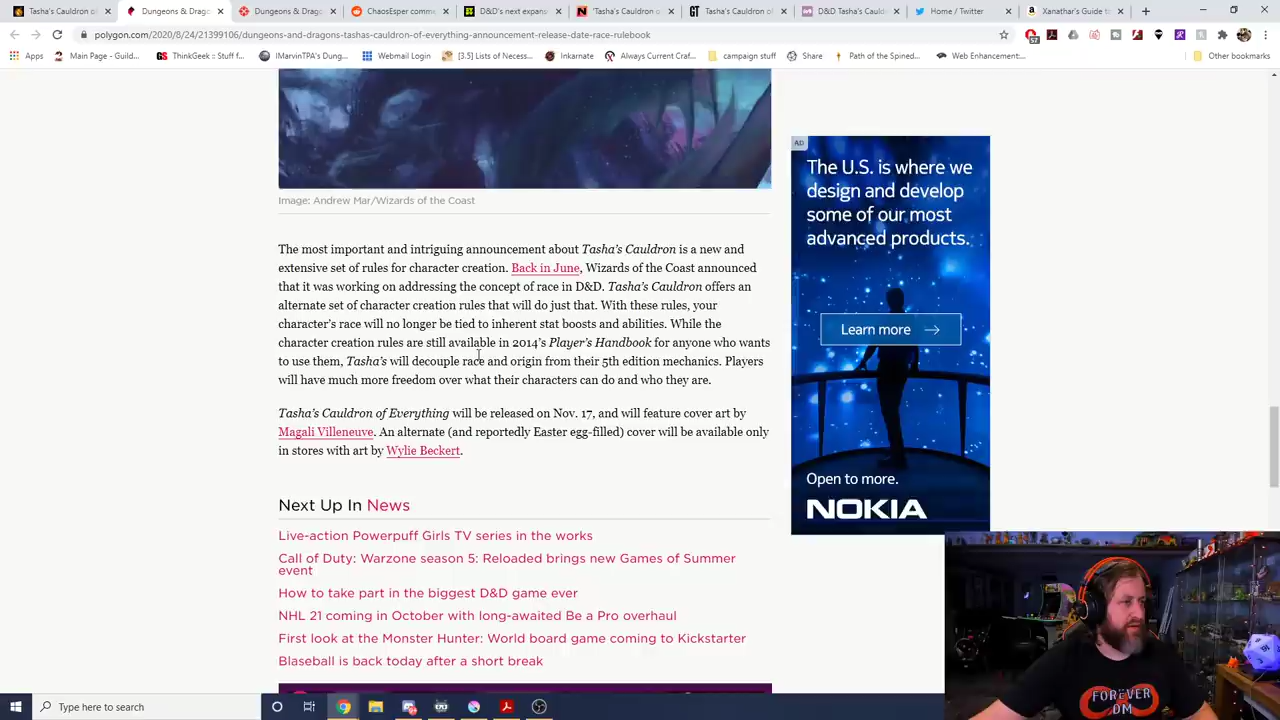 Tasha's Cauldron o
Dungeons & Drago
Dungeons & Dragon
ChaosEsper comme
D&D's next expans
'Tasha's Cauldron o
Tasha's Cauldron of
D&D Tasha's Cauldr
Home / Twitter
Xanathar's Guide t
polygon.com/2020/8/24/21399106/dungeons-and-dragons-tashas-cauldron-of-everything-announcement-release-date-race-rulebook
Apps
Main Page - Guild...
ThinkGeek :: Stuff f...
IMarvinTPA's Dung...
Webmail Login
[3.5] Lists of Necess...
Inkarnate
Always Current Craf...
campaign stuff
Share
Path of the Spined...
Web Enhancement:...
Other bookmarks
Image: Andrew Mar/Wizards of the Coast
The most important and intriguing announcement about Tasha's Cauldron is a new and
extensive set of rules for character creation. Back in June, Wizards of the Coast announced
that it was working on addressing the concept of race in D&D. Tasha's Cauldron offers an
alternate set of character creation rules that will do just that. With these rules, your
character's race will no longer be tied to inherent stat boosts and abilities. While the
character creation rules are still available in 2014's Player's Handbook for anyone who wants
to use them, Tasha's will decouple race and origin from their 5th edition mechanics. Players
will have much more freedom over what their characters can do and who they are.
Tasha's Cauldron of Everything will be released on Nov. 17, and will feature cover art by
Magali Villeneuve. An alternate (and reportedly Easter egg-filled) cover will be available only
in stores with art by Wylie Beckert.
Next Up In News
Live-action Powerpuff Girls TV series in the works
Call of Duty: Warzone season 5: Reloaded brings new Games of Summer
event
How to take part in the biggest D&D game ever
NHL 21 coming in October with long-awaited Be a Pro overhaul
First look at the Monster Hunter: World board game coming to Kickstarter
Blaseball is back today after a short break
AD
The U.S. is where we
design and develop
some of our most
advanced products.
Learn more
Open to more.
NOKIA
FOREVER
DM
Type here to search